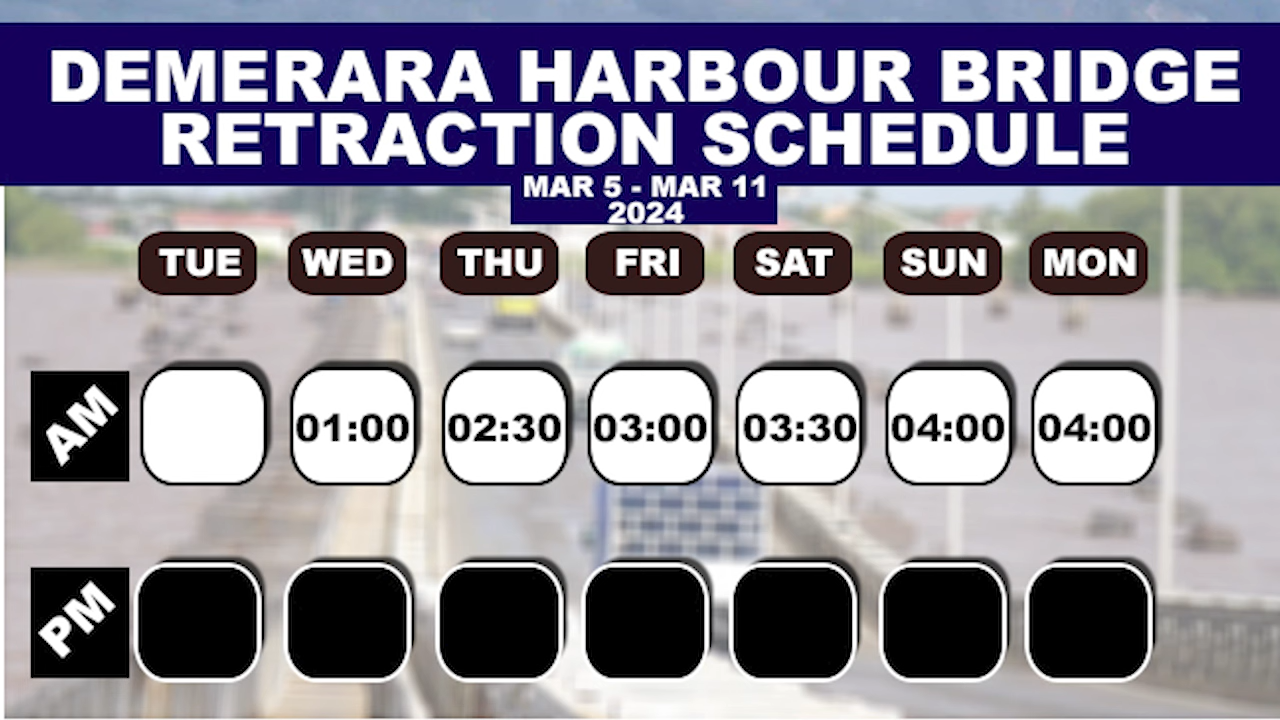 DEMERARA HARBOUR BRIDGE
RETRACTION SCHEDULE
MAR 5 - MAR 11
2024
TUE WED THU FRI SAT SUN MON
AM 01:00 02:30 03:00 03:30 04:00 04:00
PM